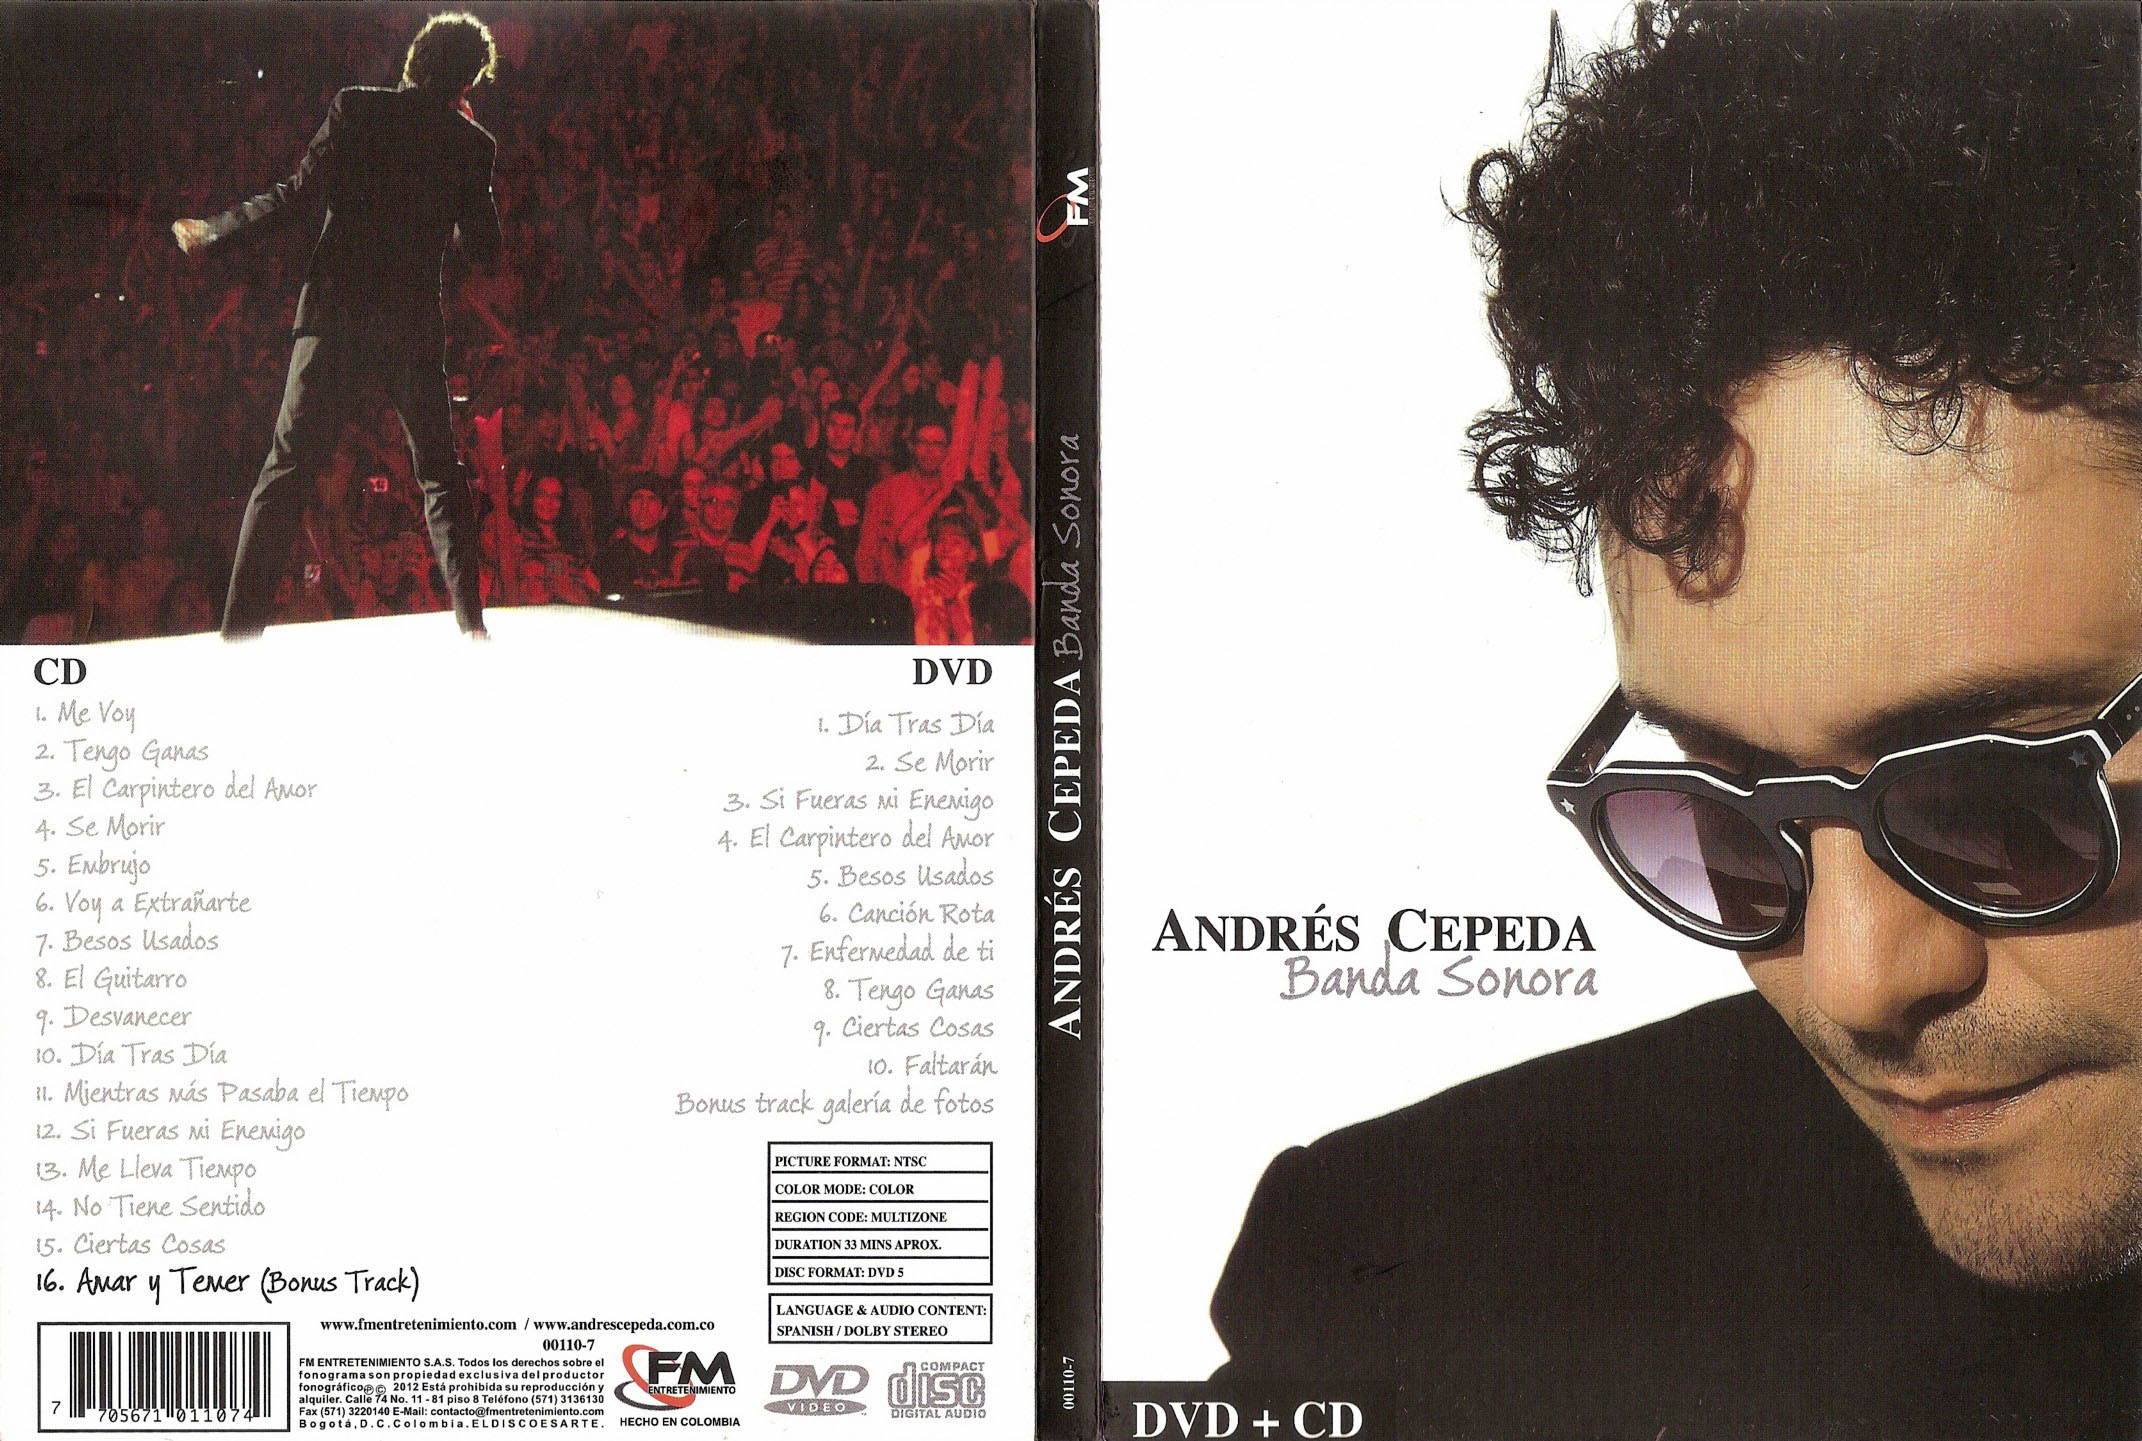 CD
1. Me Voy
2. Tengo Ganas
3. El Carpintero del Amor
4. Se Morir
5. Embrujo
6. Voy a Extrañarte
7. Besos Usados
8. El Guitarro
9. Desvanecer
10. Día Tras Día
11. Mientras más Pasaba el Tiempo
12. Si Fueras mi Enemigo
13. Me Lleva Tiempo
14. No Tiene Sentido
15. Ciertas Cosas
16. Amar y Temer (Bonus Track)
DVD
1. Día Tras Día
2. Se Morir
3. Si Fueras mi Enemigo
4. El Carpintero del Amor
5. Besos Usados
6. Canción Rota
7. Enfermedad de ti
8. Tengo Ganas
9. Ciertas Cosas
10. Faltarán
Bonus track galería de fotos
PICTURE FORMAT: NTSC
COLOR MODE: COLOR
REGION CODE: MULTIZONE
DURATION 33 MINS APROX.
DISC FORMAT: DVD 5
LANGUAGE & AUDIO CONTENT:
SPANISH / DOLBY STEREO
www.fmentretenimiento.com / www.andrescepeda.com.co
00110-7
FM ENTRETENIMIENTO S.A.S. Todos los derechos sobre el
fonograma son propiedad exclusiva del productor
fonográfico ℗ © 2012 Está prohibida su reproducción y
alquiler. Calle 74 No. 11 - 81 piso 8 Teléfono (571) 3136130
Fax (571) 3220140 E-Mail: contacto@fmentretenimiento.com
Bogotá, D.C. Colombia. ELDISCOESARTE.
7 705671 011074
FM
ENTRETENIMIENTO
HECHO EN COLOMBIA
DVD
VIDEO
COMPACT
disc
DIGITAL AUDIO
FM
ANDRÉS CEPEDA Banda Sonora
00110-7
ANDRÉS CEPEDA
Banda Sonora
DVD + CD